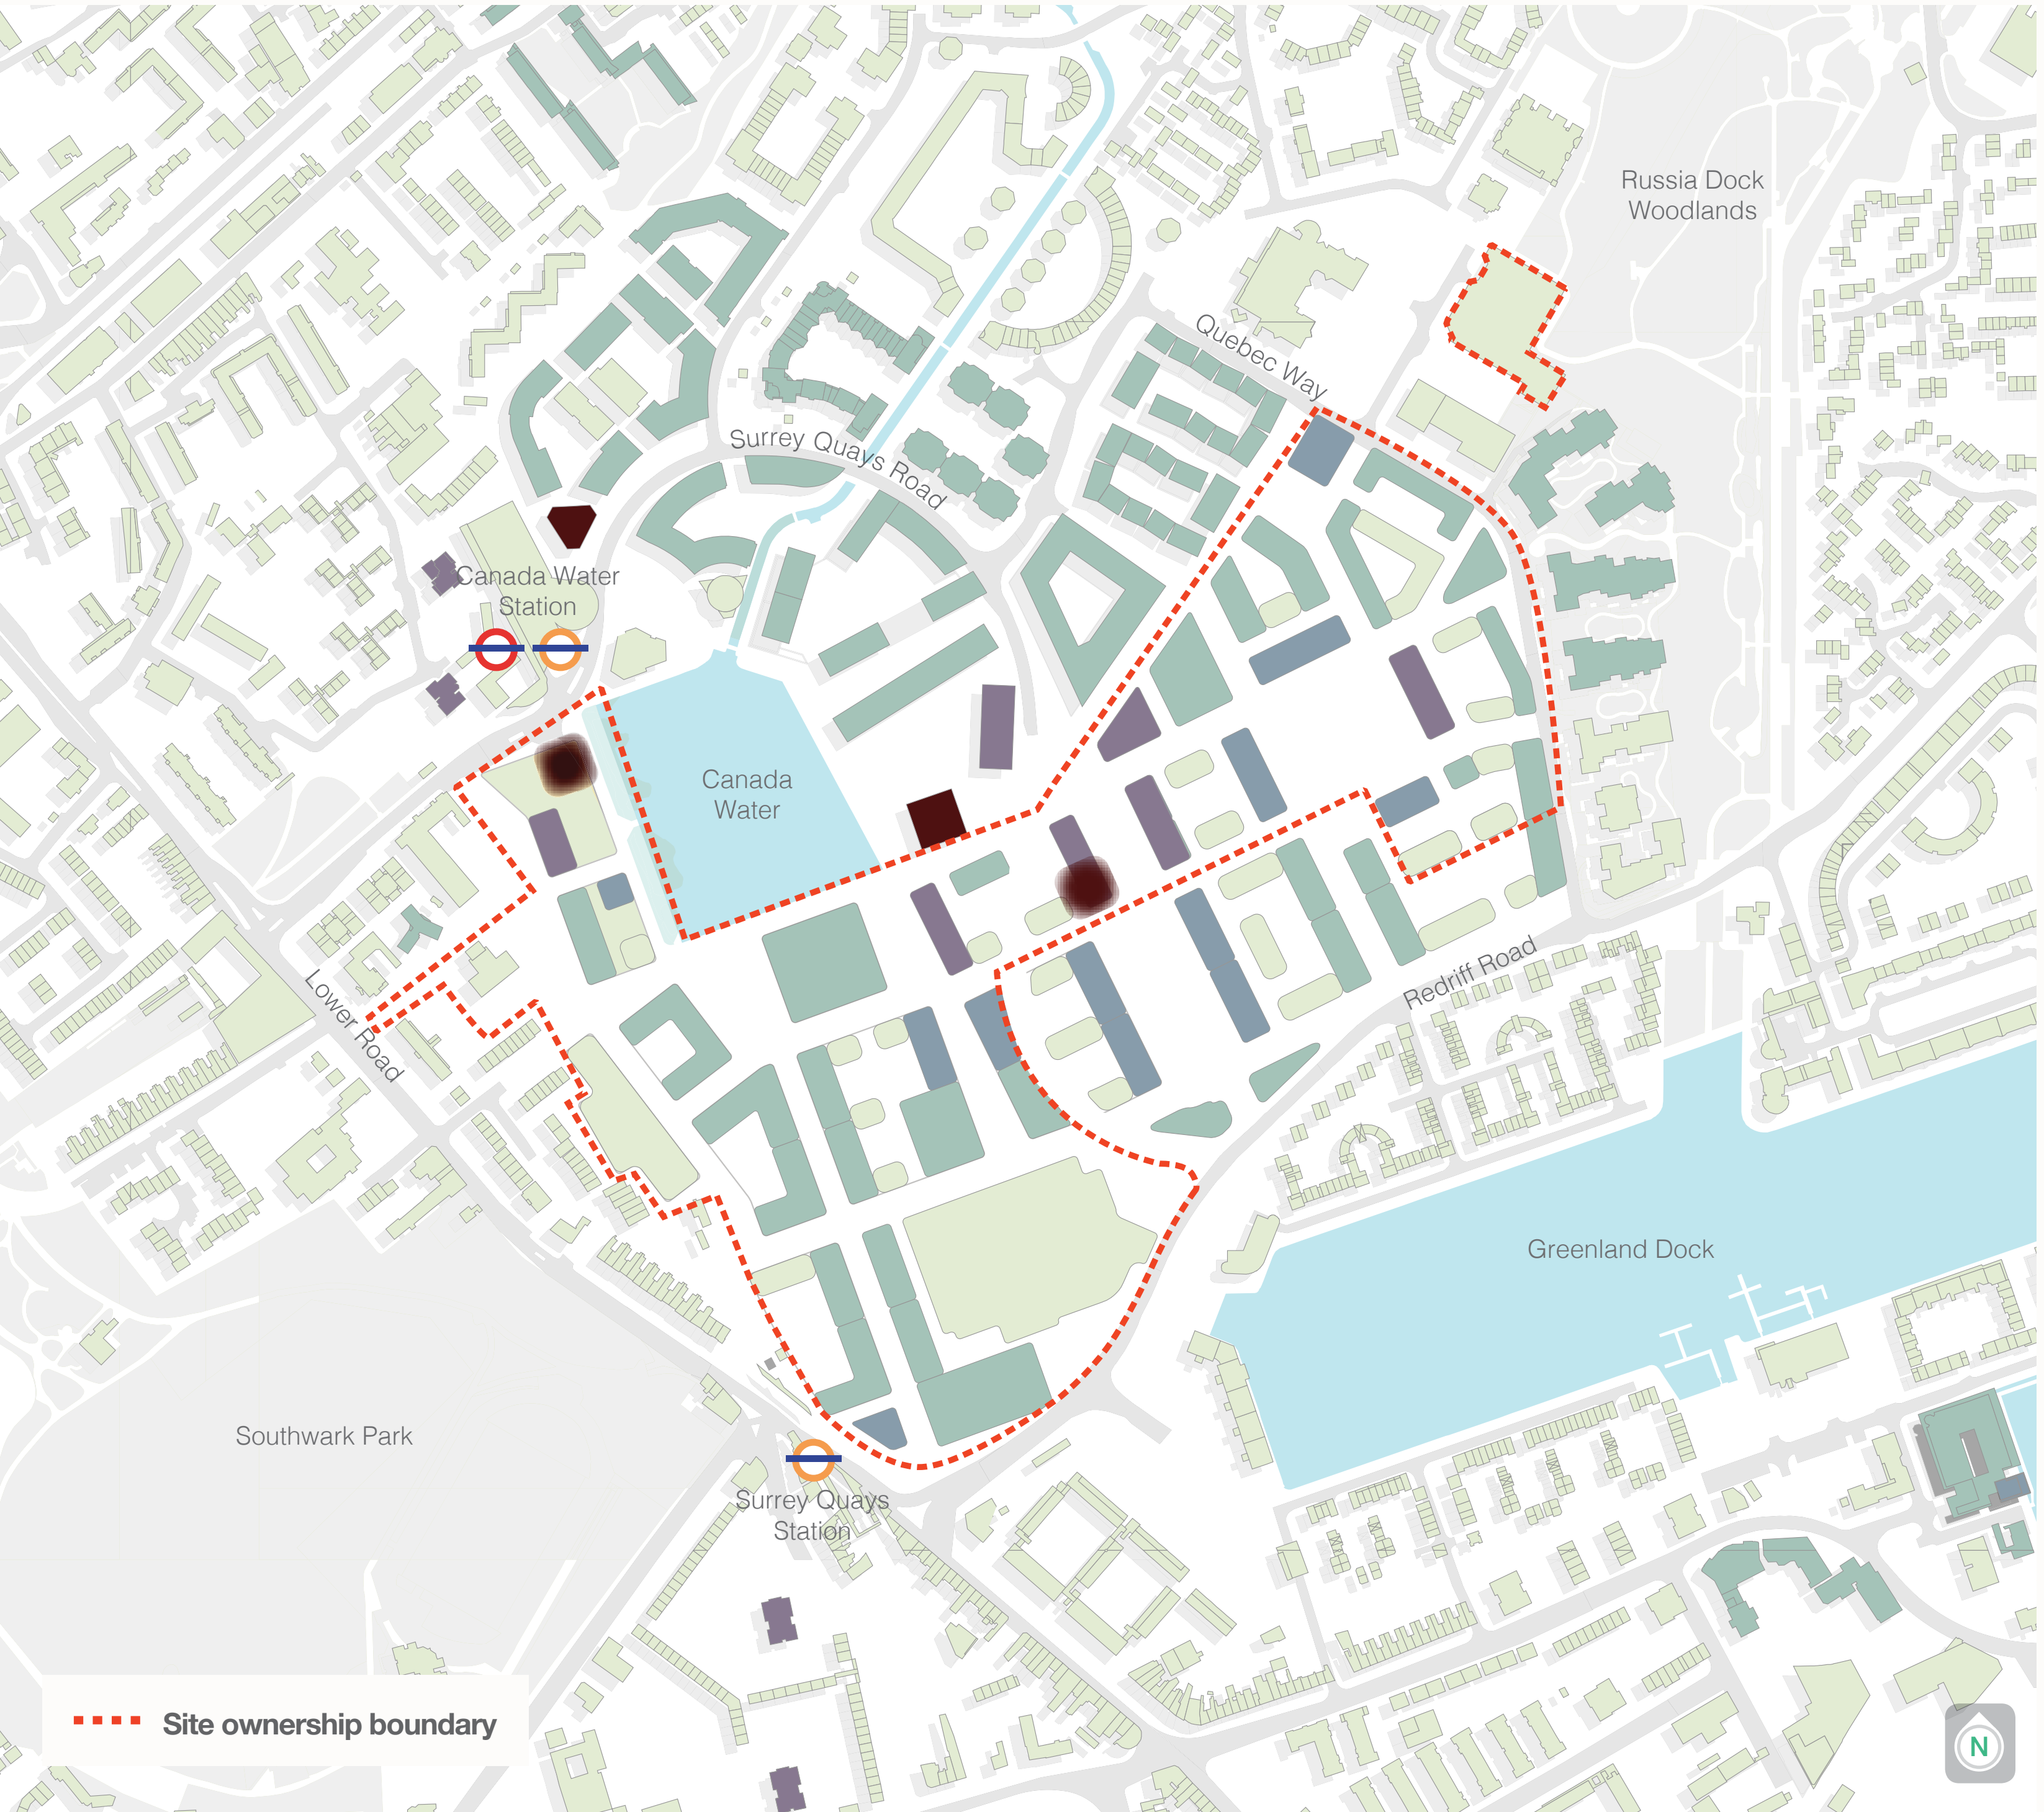 Russia Dock
Woodlands
Quebec Way
Surrey Quays Road
Canada Water
Station
Canada
Water
Lower Road
Redriff Road
Greenland Dock
Southwark Park
Surrey Quays
Station
Site ownership boundary
N